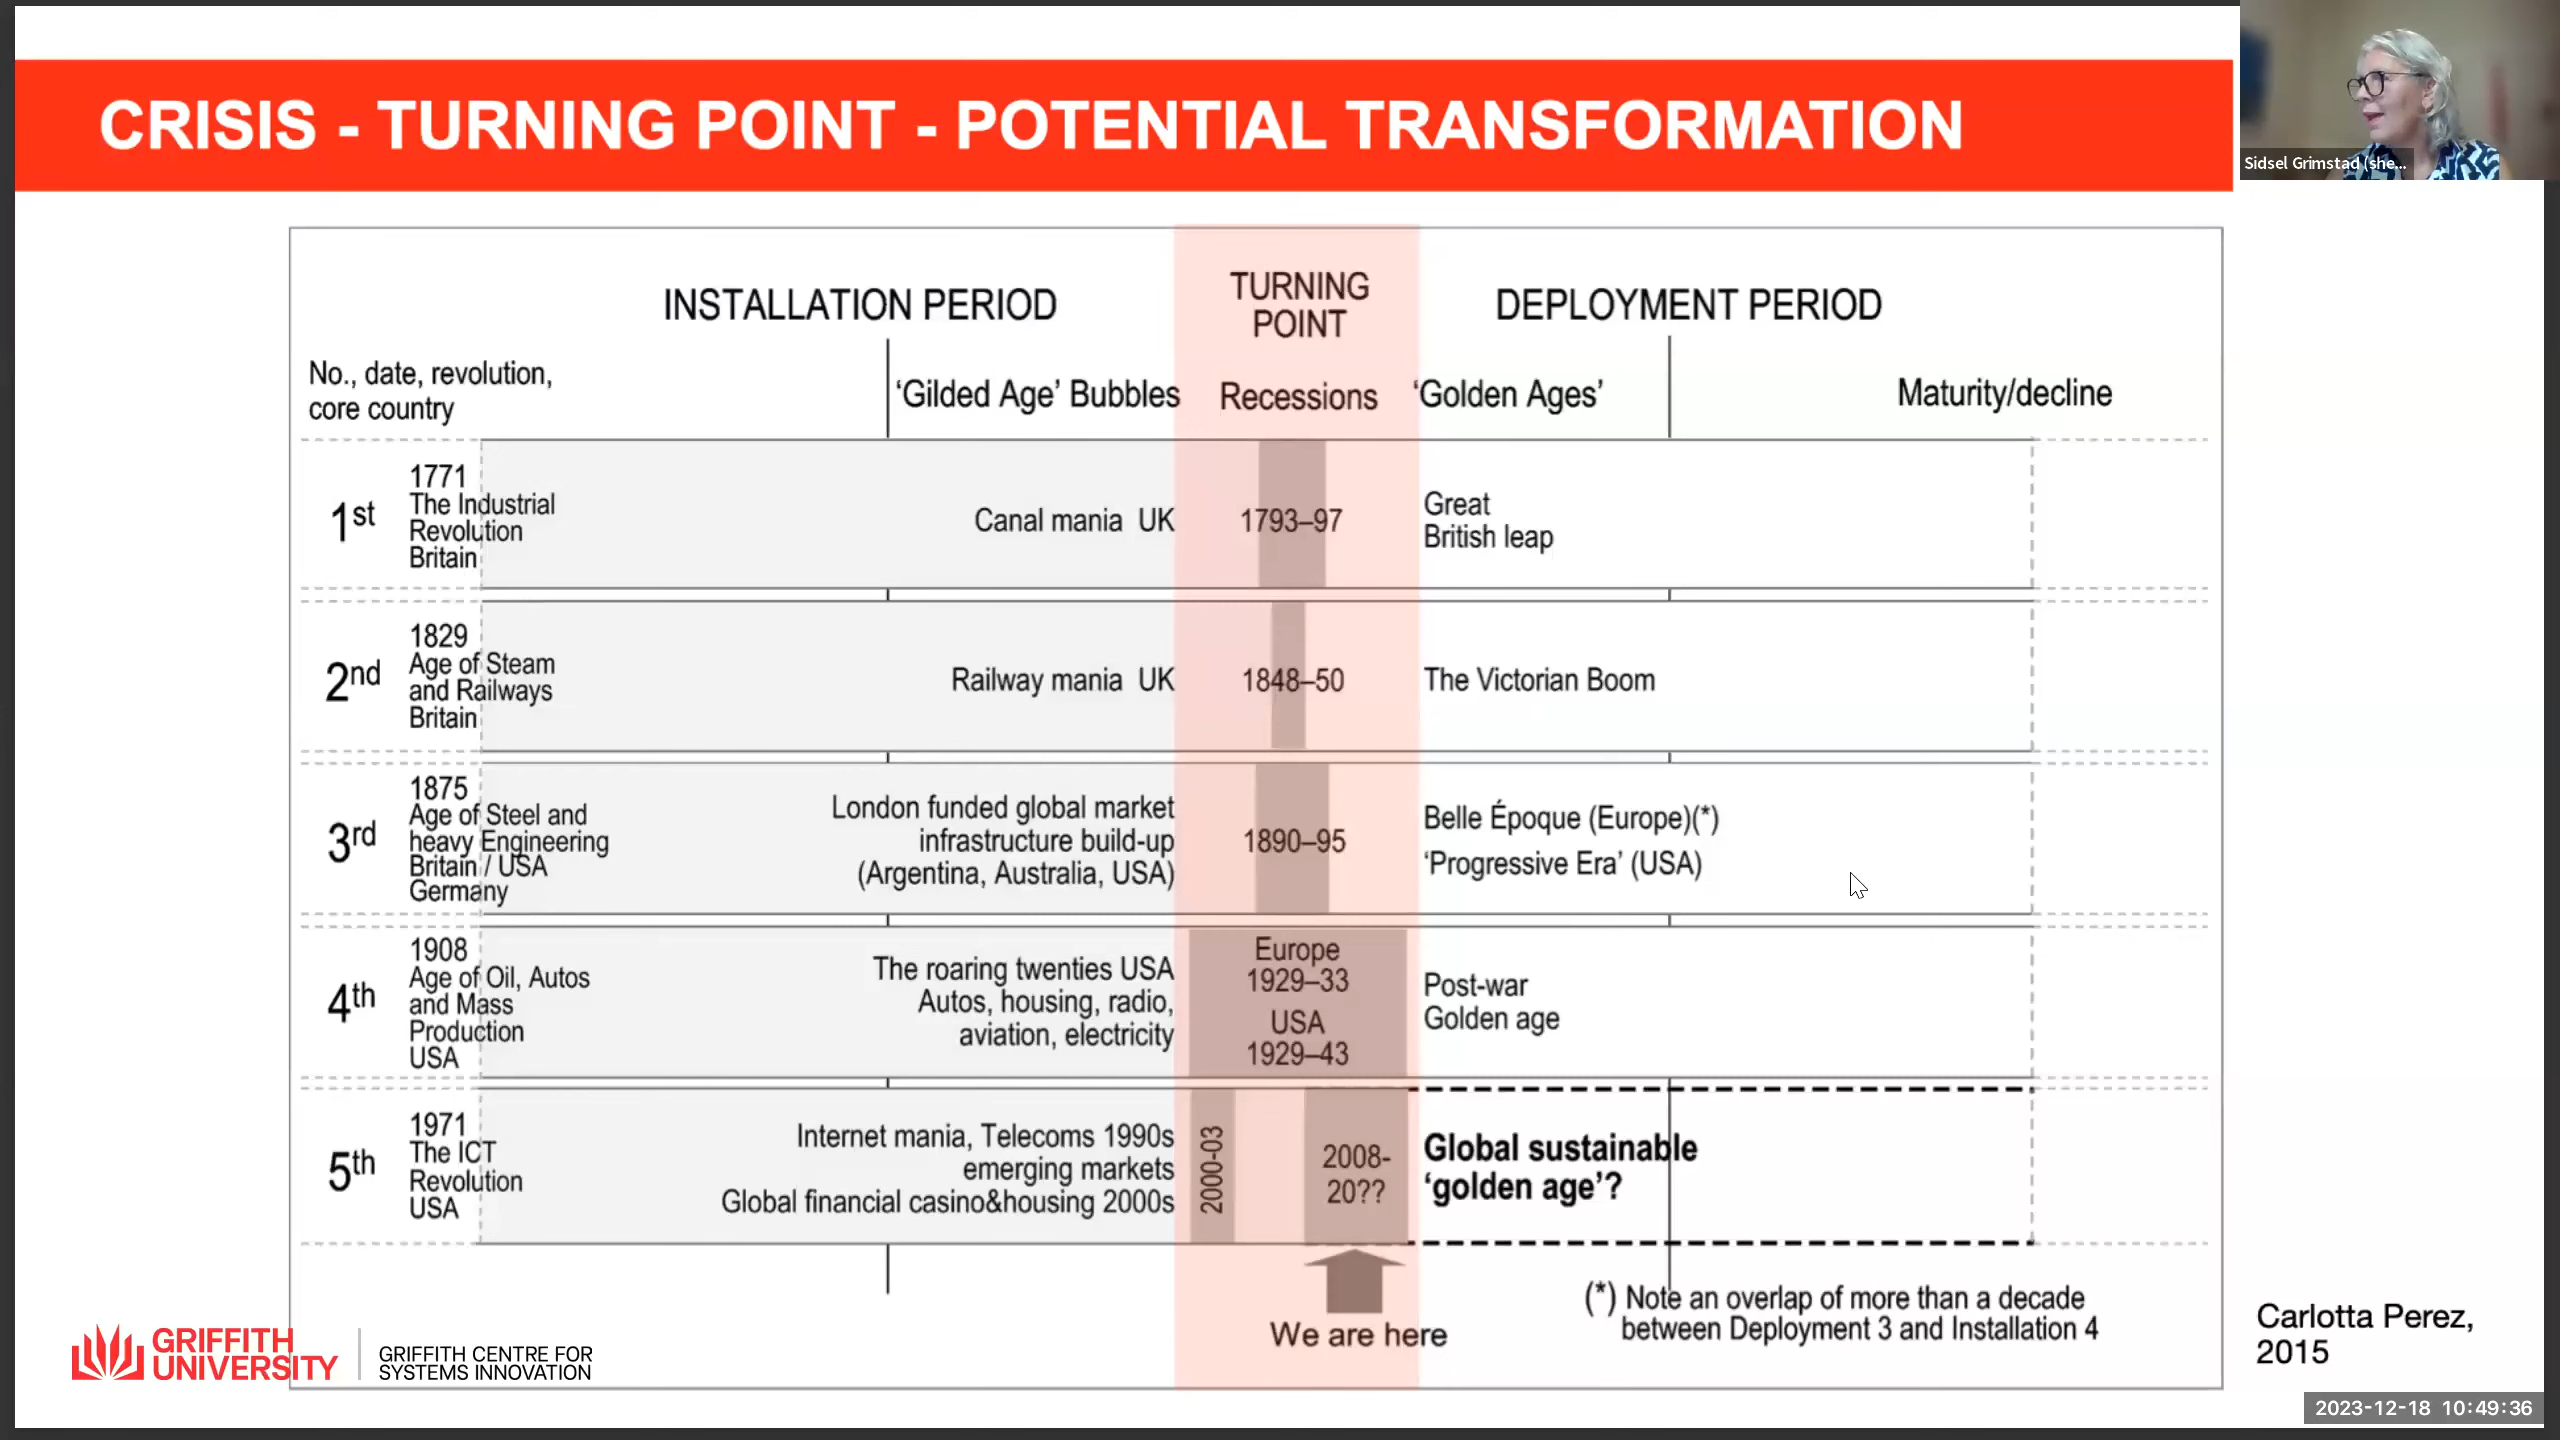 CRISIS - TURNING POINT - POTENTIAL TRANSFORMATION
Sidsel Grimstad (she...
INSTALLATION PERIOD
TURNING
POINT
DEPLOYMENT PERIOD
No., date, revolution,
core country
‘Gilded Age’ Bubbles
Recessions
‘Golden Ages’
Maturity/decline
1st
1771
The Industrial
Revolution
Britain
Canal mania UK
1793–97
Great
British leap
2nd
1829
Age of Steam
and Railways
Britain
Railway mania UK
1848–50
The Victorian Boom
3rd
1875
Age of Steel and
heavy Engineering
Britain / USA
Germany
London funded global market
infrastructure build-up
(Argentina, Australia, USA)
1890–95
Belle Époque (Europe)(*)
‘Progressive Era’ (USA)
4th
1908
Age of Oil, Autos
and Mass
Production
USA
The roaring twenties USA
Autos, housing, radio,
aviation, electricity
Europe
1929–33
USA
1929–43
Post-war
Golden age
5th
1971
The ICT
Revolution
USA
Internet mania, Telecoms 1990s
emerging markets
Global financial casino&housing 2000s
2000-03
2008-
20??
Global sustainable
‘golden age’?
We are here
(*) Note an overlap of more than a decade
between Deployment 3 and Installation 4
GRIFFITH
UNIVERSITY
GRIFFITH CENTRE FOR
SYSTEMS INNOVATION
Carlotta Perez,
2015
2023-12-18 10:49:36